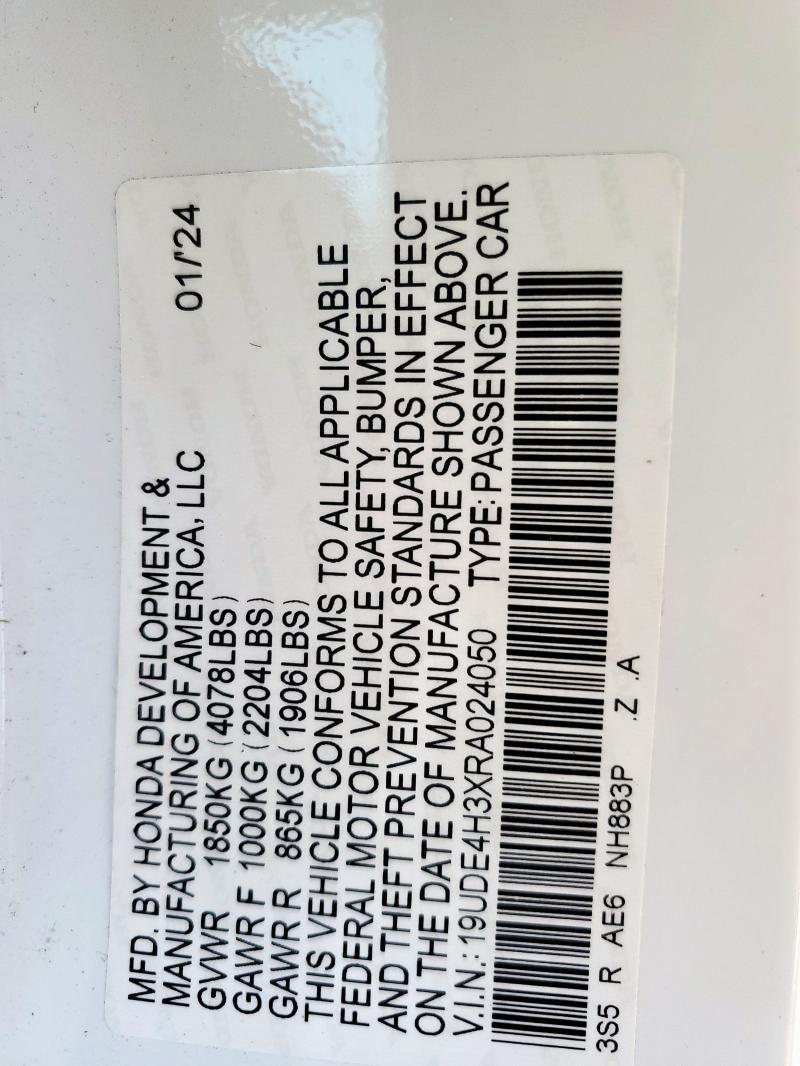 MFD. BY HONDA DEVELOPMENT &
MANUFACTURING OF AMERICA, LLC 01/'24
GVWR 1850KG (4078LBS)
GAWR F 1000KG (2204LBS)
GAWR R 865KG (1906LBS)
THIS VEHICLE CONFORMS TO ALL APPLICABLE
FEDERAL MOTOR VEHICLE SAFETY, BUMPER,
AND THEFT PREVENTION STANDARDS IN EFFECT
ON THE DATE OF MANUFACTURE SHOWN ABOVE.
V.I.N.: 19UDE4H3XRA024050 TYPE: PASSENGER CAR
3S5 R AE6 NH883P .Z .A